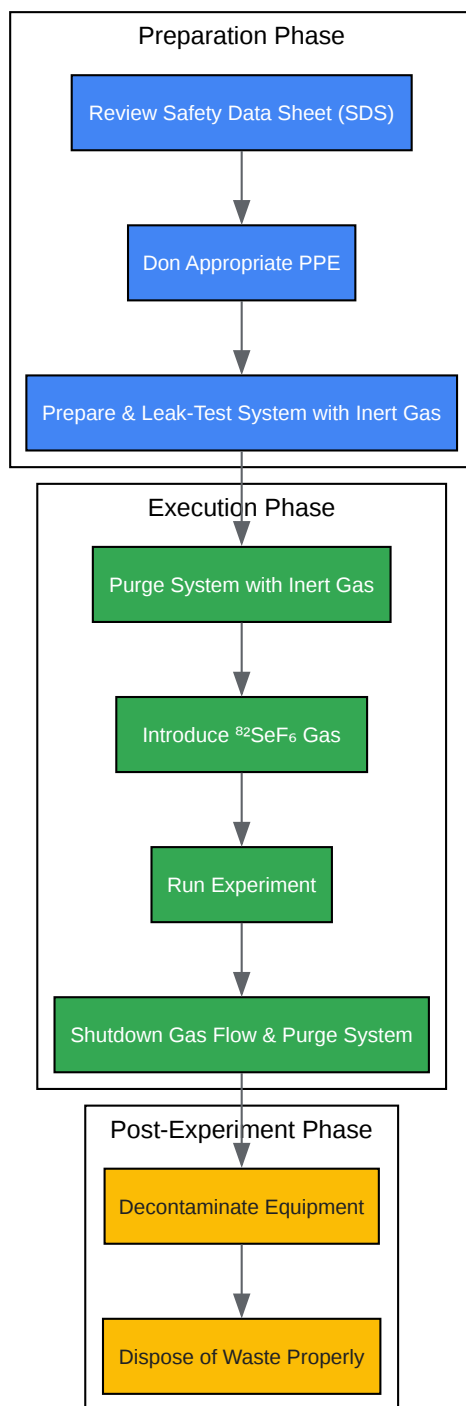 Preparation Phase
Review Safety Data Sheet (SDS)
Don Appropriate PPE
Prepare & Leak-Test System with Inert Gas
Execution Phase
Purge System with Inert Gas
Introduce ⁸²SeF₆ Gas
Run Experiment
Shutdown Gas Flow & Purge System
Post-Experiment Phase
Decontaminate Equipment
Dispose of Waste Properly